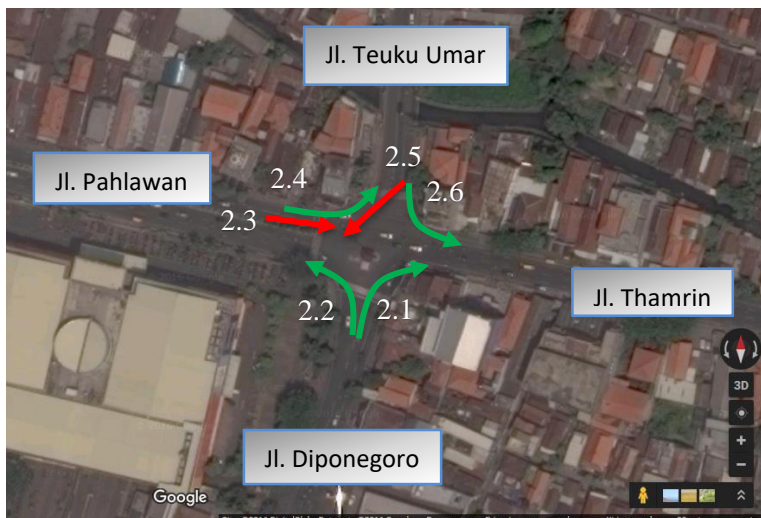 Jl. Teuku Umar
2.5
Jl. Pahlawan
2.4
2.6
2.3
Jl. Thamrin
2.2
2.1
3D
Jl. Diponegoro
Google